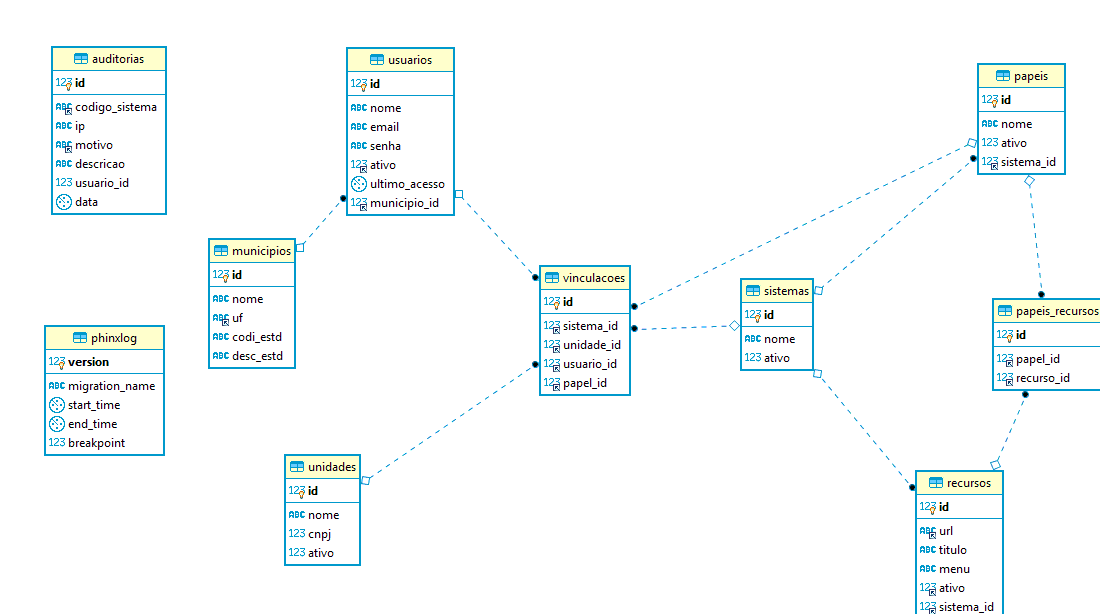 auditorias
123 id
ABC codigo_sistema
ABC ip
ABC motivo
ABC descricao
123 usuario_id
data
usuarios
123 id
ABC nome
ABC email
ABC senha
123 ativo
ultimo_acesso
123 municipio_id
papeis
123 id
ABC nome
123 ativo
123 sistema_id
municipios
123 id
ABC nome
ABC uf
ABC codi_estd
ABC desc_estd
vinculacoes
123 id
123 sistema_id
123 unidade_id
123 usuario_id
123 papel_id
sistemas
123 id
ABC nome
123 ativo
papeis_recursos
123 id
123 papel_id
123 recurso_id
phinxlog
123 version
ABC migration_name
start_time
end_time
123 breakpoint
unidades
123 id
ABC nome
123 cnpj
123 ativo
recursos
123 id
ABC url
ABC titulo
ABC menu
123 ativo
123 sistema_id